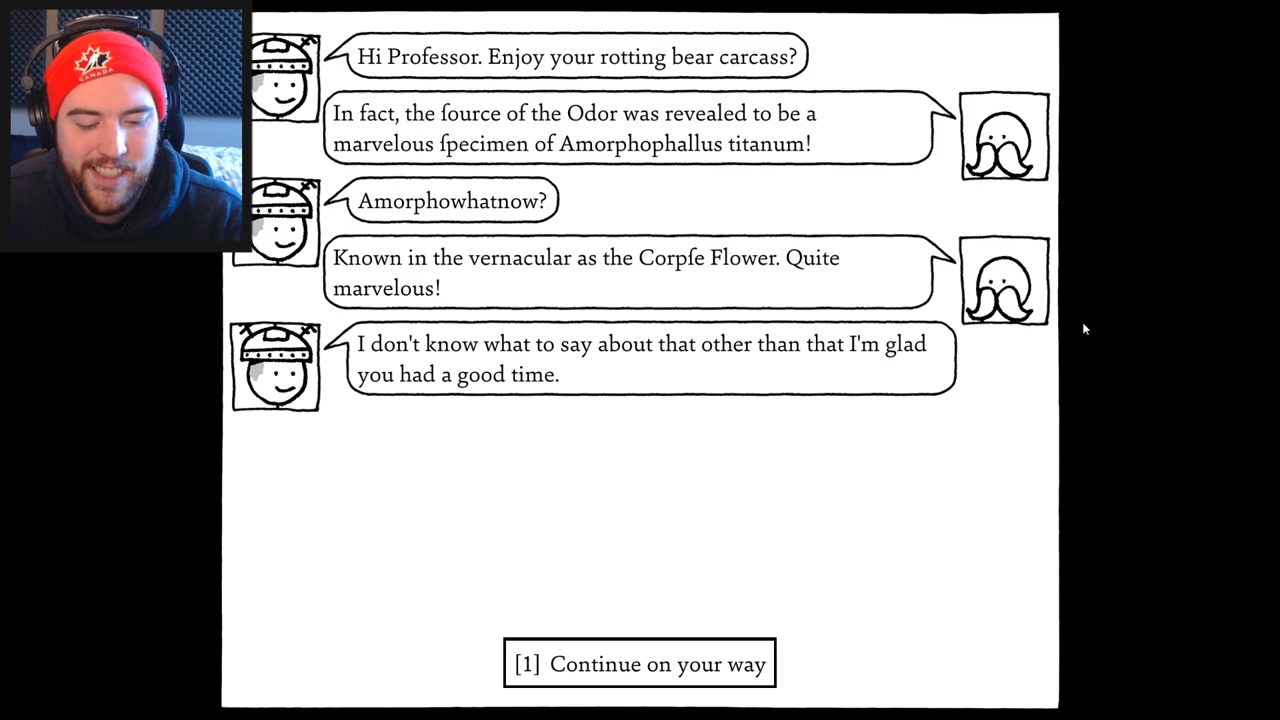 CANADA
Hi Professor. Enjoy your rotting bear carcass?
In fact, the ſource of the Odor was revealed to be a
marvelous ſpecimen of Amorphophallus titanum!
Amorphowhatnow?
Known in the vernacular as the Corpſe Flower. Quite
marvelous!
I don't know what to say about that other than that I'm glad
you had a good time.
[1] Continue on your way